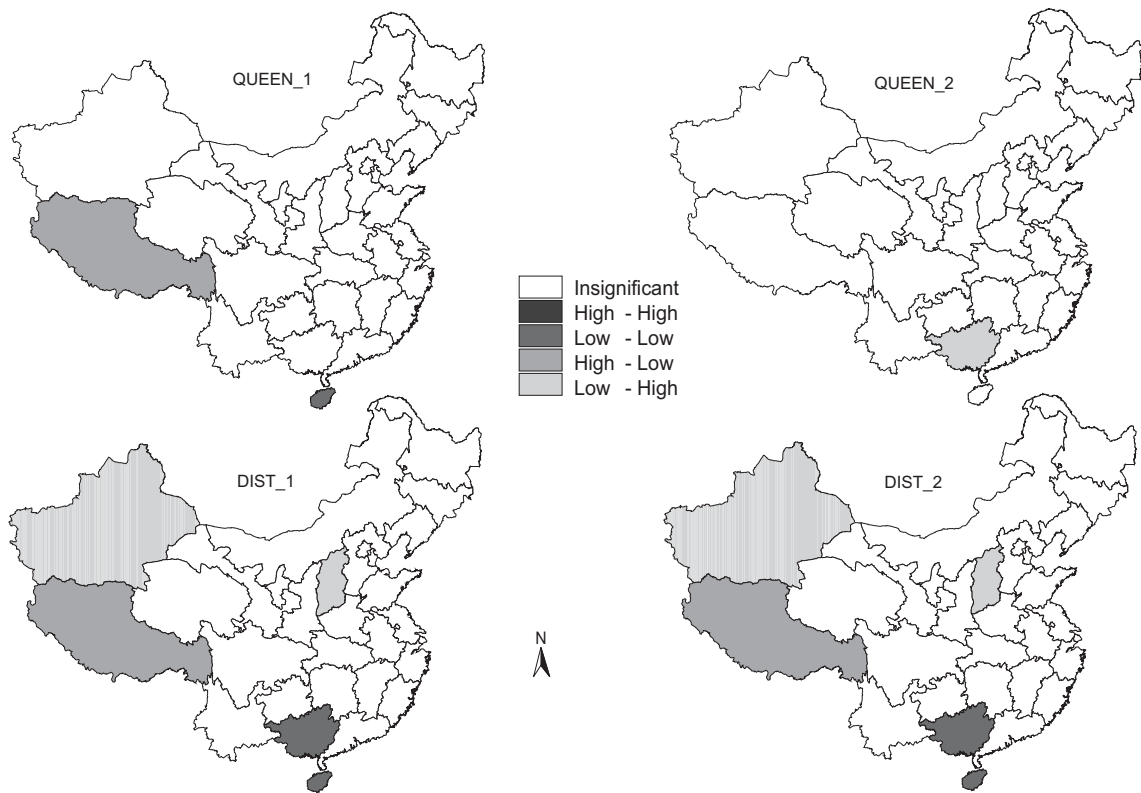 QUEEN_1
QUEEN_2
Insignificant
High - High
Low - Low
High - Low
Low - High
DIST_1
DIST_2
N